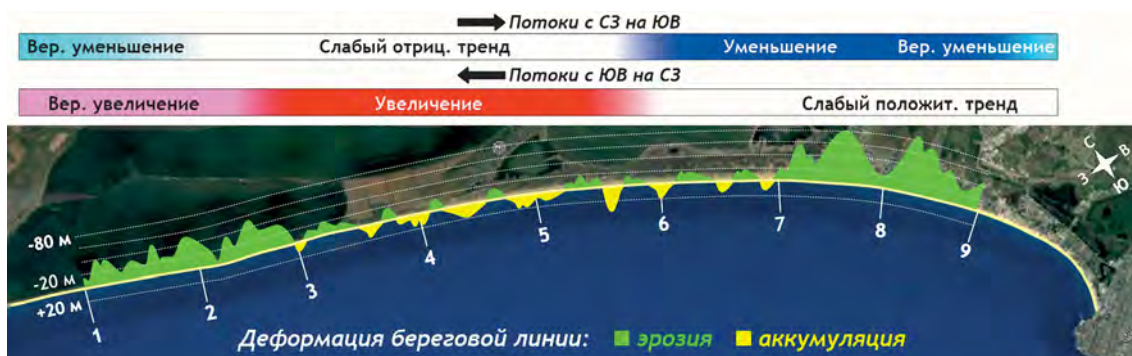 Потоки с СЗ на ЮВ
Вер. уменьшение Слабый отриц. тренд Уменьшение Вер. уменьшение
Потоки с ЮВ на СЗ
Вер. увеличение Увеличение Слабый положит. тренд
С В З Ю
-80 м
-20 м
+20 м
1 2 3 4 5 6 7 8 9
Деформация береговой линии: эрозия аккумуляция